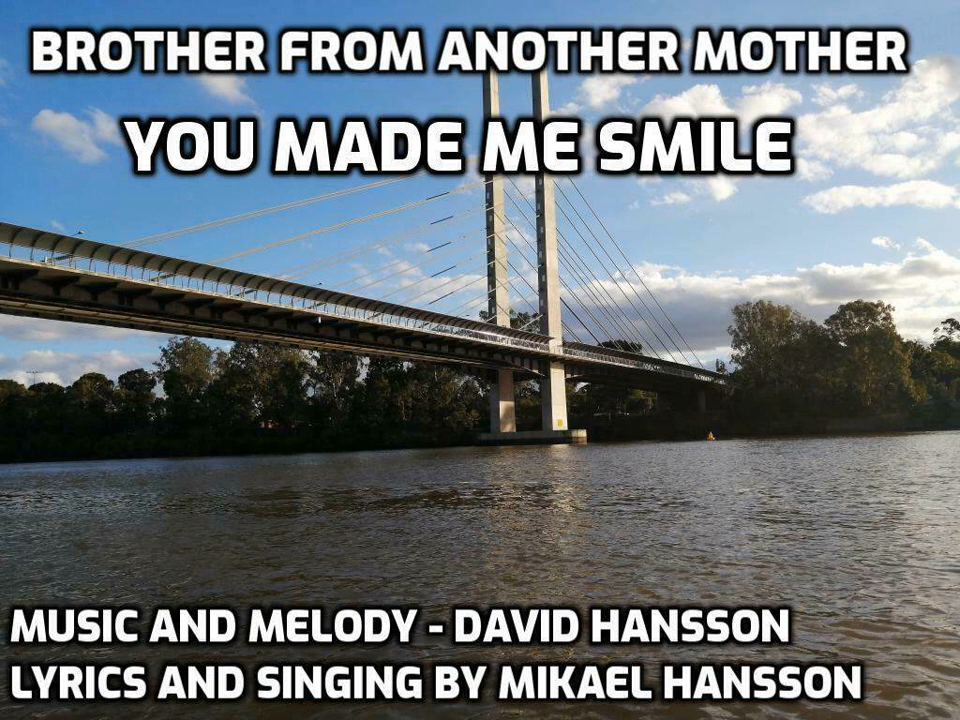 BROTHER FROM ANOTHER MOTHER
YOU MADE ME SMILE
MUSIC AND MELODY - DAVID HANSSON
LYRICS AND SINGING BY MIKAEL HANSSON